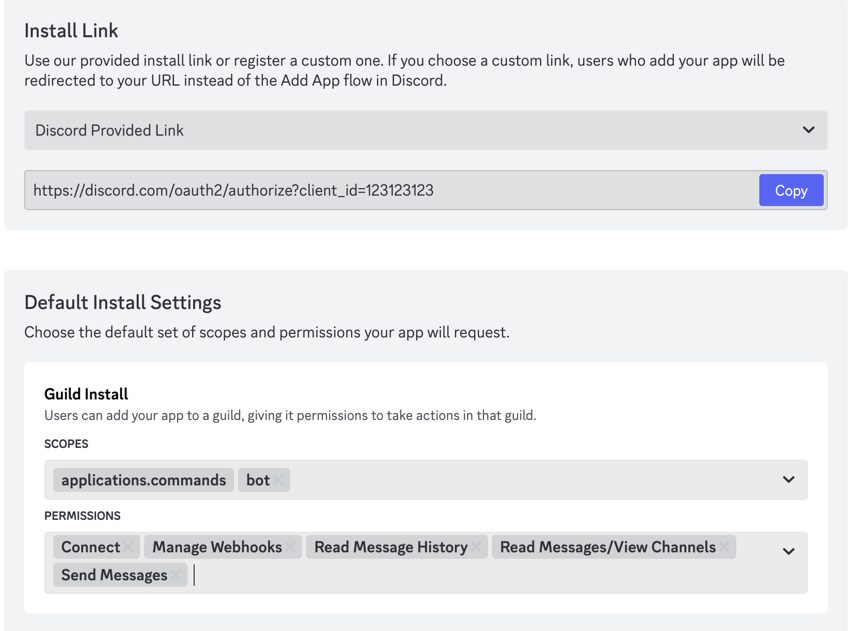 Install Link
Use our provided install link or register a custom one. If you choose a custom link, users who add your app will be
redirected to your URL instead of the Add App flow in Discord.
Discord Provided Link
https://discord.com/oauth2/authorize?client_id=123123123
Copy
Default Install Settings
Choose the default set of scopes and permissions your app will request.
Guild Install
Users can add your app to a guild, giving it permissions to take actions in that guild.
SCOPES
applications.commands bot
PERMISSIONS
Connect Manage Webhooks Read Message History Read Messages/View Channels
Send Messages